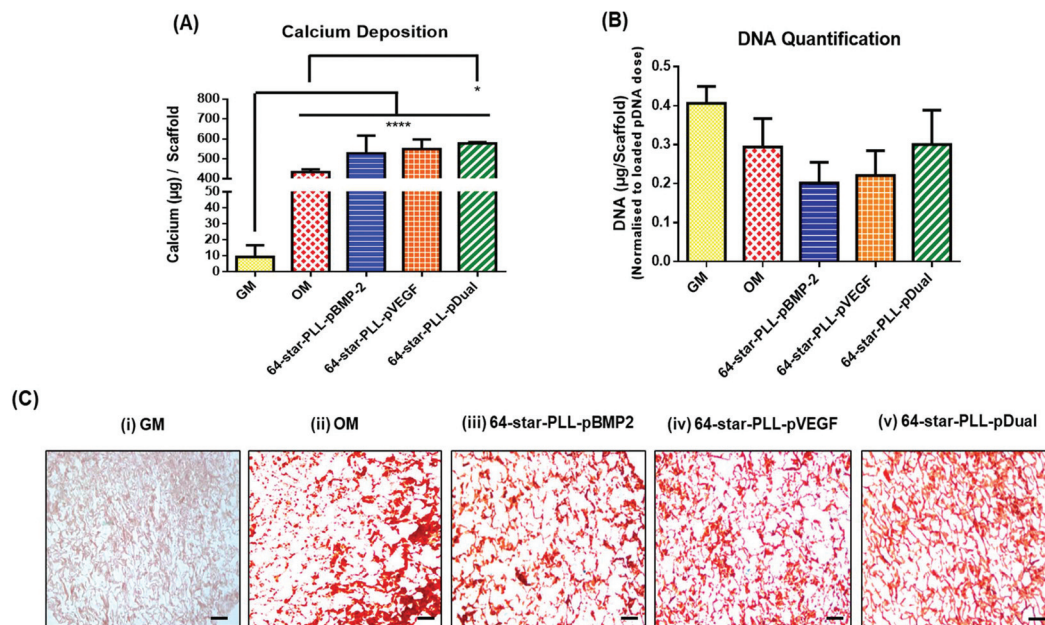 (A)
Calcium Deposition
*
****
Calcium (µg) / Scaffold
800
700
600
500
400
50
40
30
20
10
0
GM
OM
64-star-PLL-pBMP-2
64-star-PLL-pVEGF
64-star-PLL-pDual
(B)
DNA Quantification
DNA (µg/Scaffold)
(Normalised to loaded pDNA dose)
0.5
0.4
0.3
0.2
0.1
0.0
GM
OM
64-star-PLL-pBMP-2
64-star-PLL-pVEGF
64-star-PLL-pDual
(C)
(i) GM
(ii) OM
(iii) 64-star-PLL-pBMP2
(iv) 64-star-PLL-pVEGF
(v) 64-star-PLL-pDual